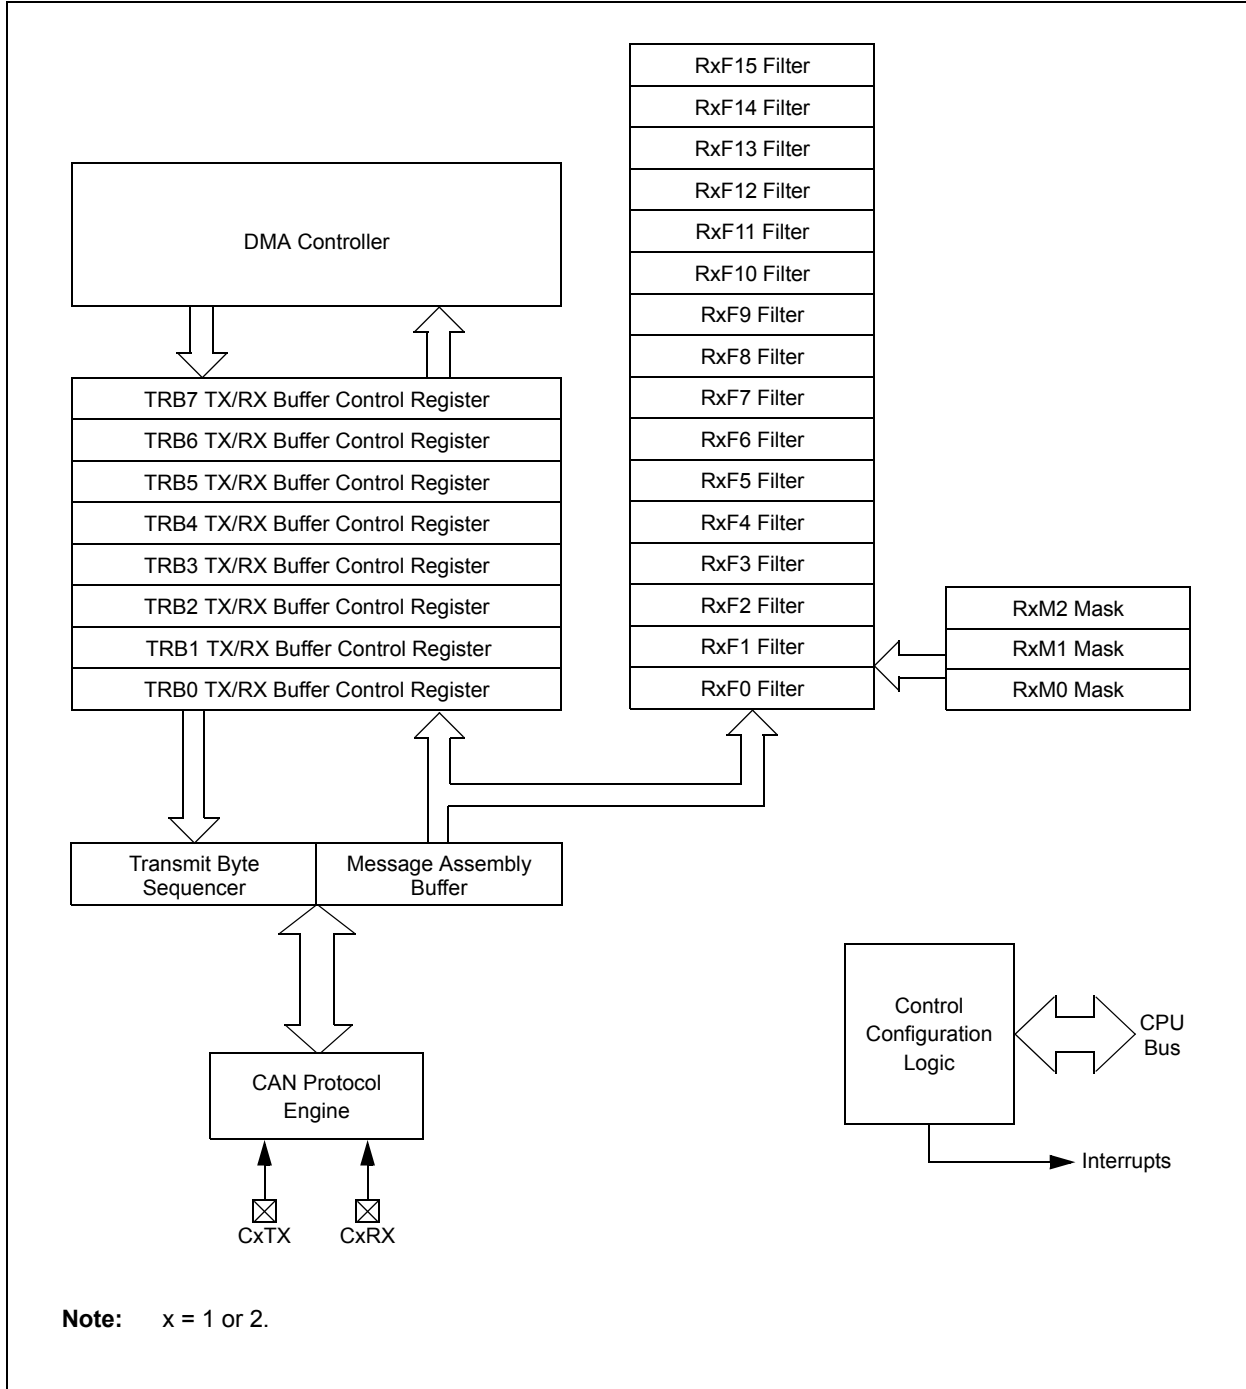 RxF15 Filter
RxF14 Filter
RxF13 Filter
RxF12 Filter
RxF11 Filter
RxF10 Filter
RxF9 Filter
RxF8 Filter
RxF7 Filter
RxF6 Filter
RxF5 Filter
RxF4 Filter
RxF3 Filter
RxF2 Filter
RxF1 Filter
RxF0 Filter
DMA Controller
TRB7 TX/RX Buffer Control Register
TRB6 TX/RX Buffer Control Register
TRB5 TX/RX Buffer Control Register
TRB4 TX/RX Buffer Control Register
TRB3 TX/RX Buffer Control Register
TRB2 TX/RX Buffer Control Register
TRB1 TX/RX Buffer Control Register
TRB0 TX/RX Buffer Control Register
RxM2 Mask
RxM1 Mask
RxM0 Mask
Transmit Byte
Sequencer
Message Assembly
Buffer
CAN Protocol
Engine
CxTX
CxRX
Control
Configuration
Logic
CPU
Bus
Interrupts
Note: x = 1 or 2.